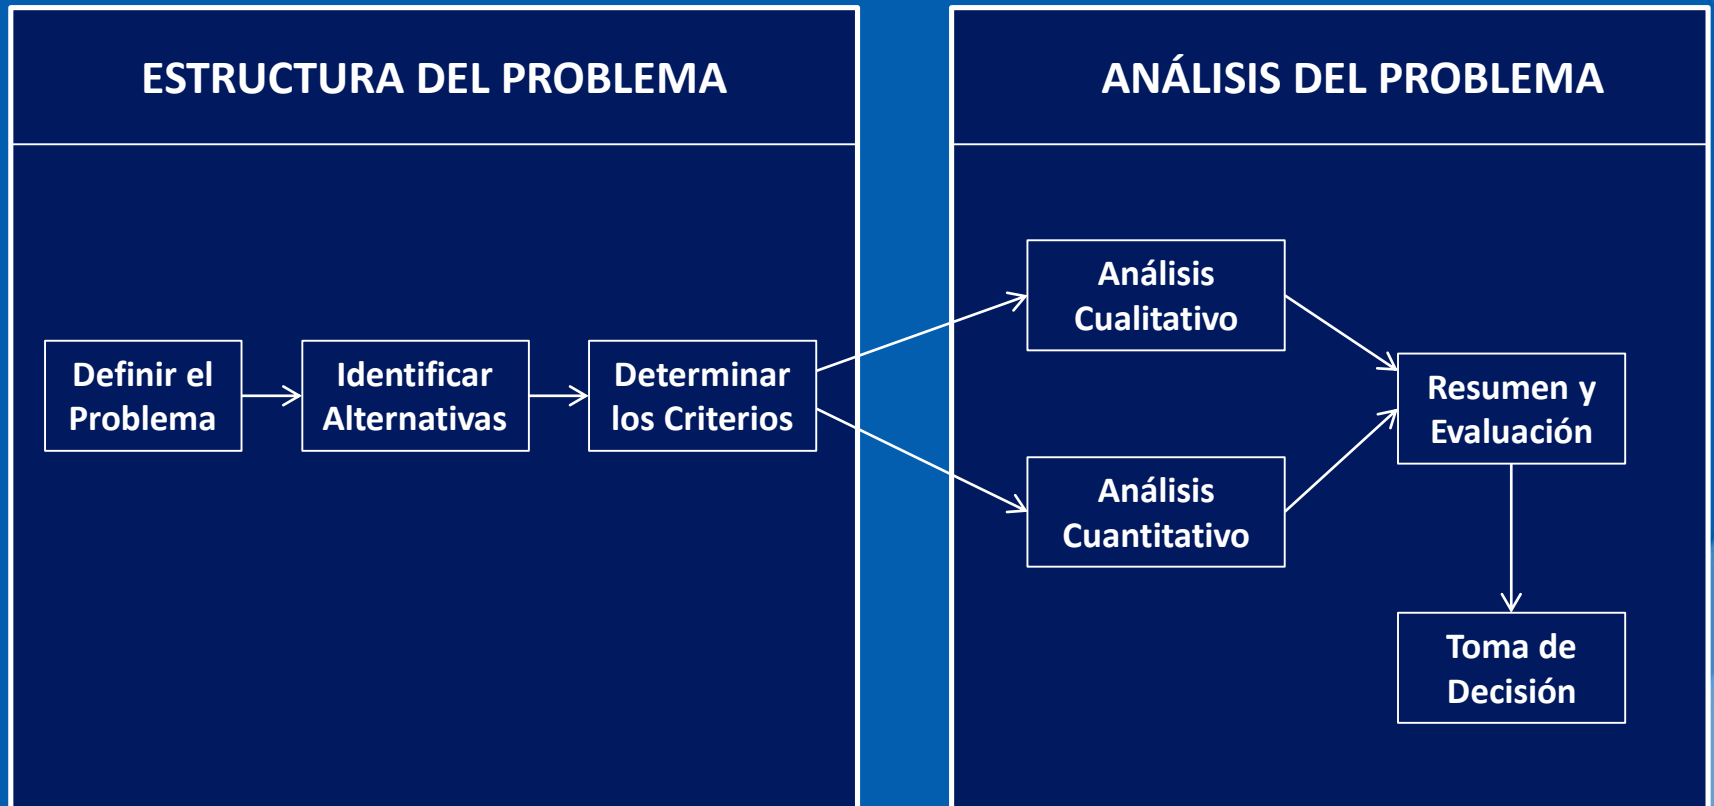 ESTRUCTURA DEL PROBLEMA
Definir el
Problema
Identificar
Alternativas
Determinar
los Criterios
ANÁLISIS DEL PROBLEMA
Análisis
Cualitativo
Análisis
Cuantitativo
Resumen y
Evaluación
Toma de
Decisión